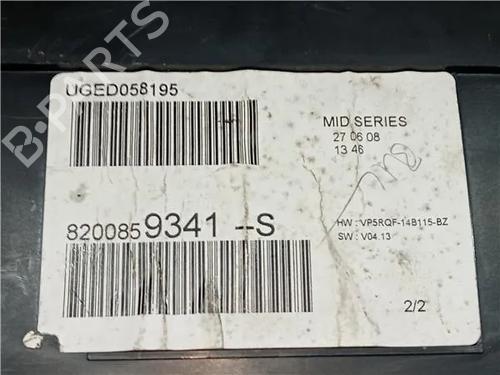 UGED058195
MID SERIES
27 06 08
13 46
HW : VP5RQF-14B115-BZ
SW : V04.13
8200859341 --S
2/2
B-PARTS